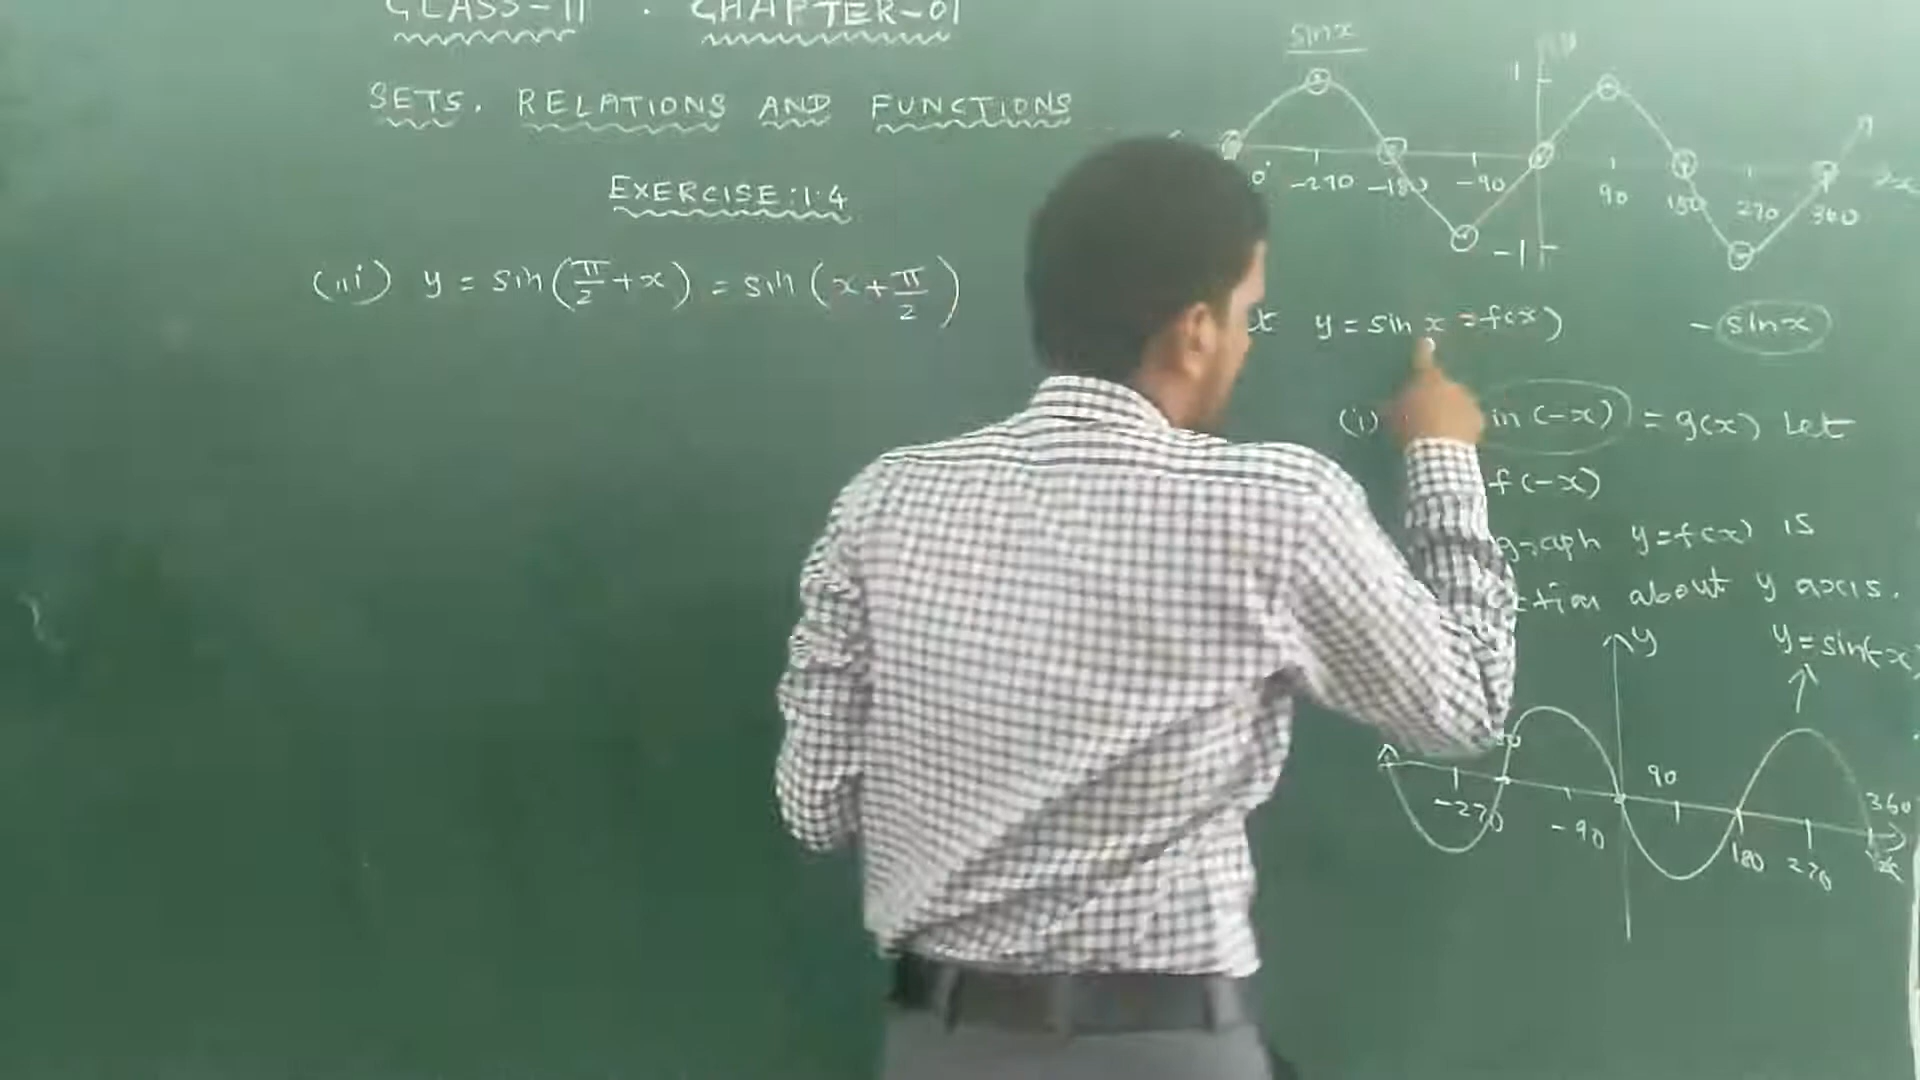 CLASS-11 . CHAPTER-01
SETS, RELATIONS AND FUNCTIONS
EXERCISE:1.4
(iii) y = sin(π/2+x) = sin(x+π/2)
sinx
1
-270 -180 -90 90 180 270 360
-1
y = sin x = f(x)
- sinx
(i) in (-x) = g(x) Let
f(-x)
graph y=f(x) is
about y axis.
y
y=sin(-x)
-270 -90 90 180 270 360
x